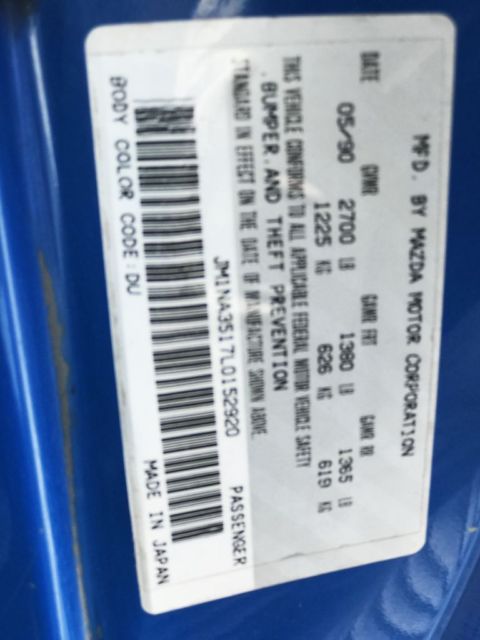 MFD. BY MAZDA MOTOR CORPORATION
DATE GVWR GAWR FRT GAWR RR
05/90 2700 LB 1380 LB 1365 LB
1225 KG 626 KG 619 KG
THIS VEHICLE CONFORMS TO ALL APPLICABLE FEDERAL MOTOR VEHICLE SAFETY
,BUMPER,AND THEFT PREVENTION
STANDARD IN EFFECT ON THE DATE OF MANUFACTURE SHOWN ABOVE.
JM1NA3517L0152920 PASSENGER
BODY COLOR CODE:DU MADE IN JAPAN